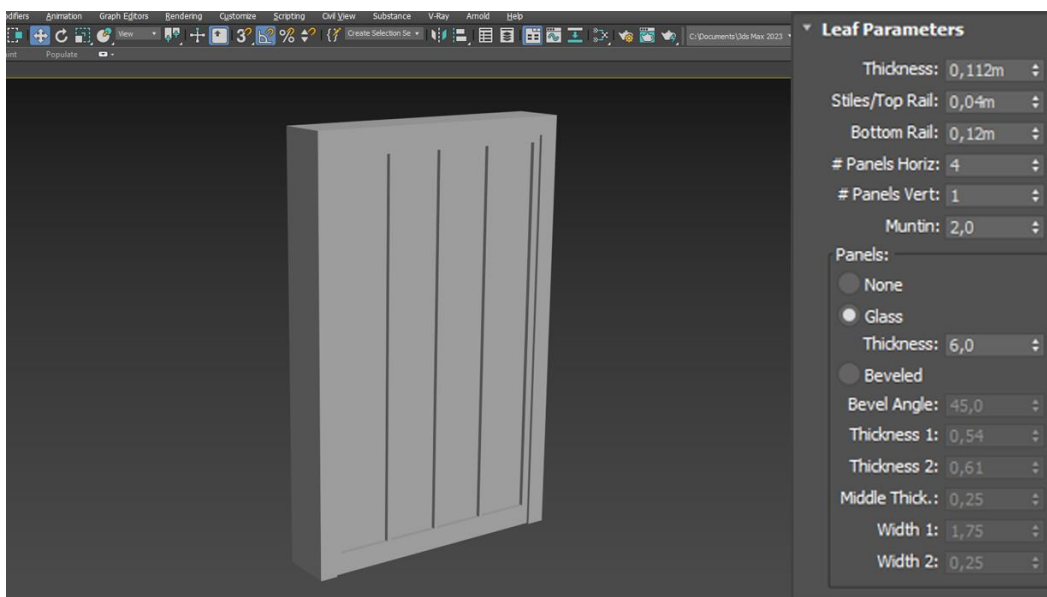 Animation Graph Editors Rendering Customize Scripting Civil View Substance V-Ray Arnold Help
View
Create Selection Se
C:\Documents\3ds Max 2023
Populate
Leaf Parameters
Thickness: 0,112m
Stiles/Top Rail: 0,04m
Bottom Rail: 0,12m
# Panels Horiz: 4
# Panels Vert: 1
Muntin: 2,0
Panels:
None
Glass
Thickness: 6,0
Beveled
Bevel Angle: 45,0
Thickness 1: 0,54
Thickness 2: 0,61
Middle Thick.: 0,25
Width 1: 1,75
Width 2: 0,25